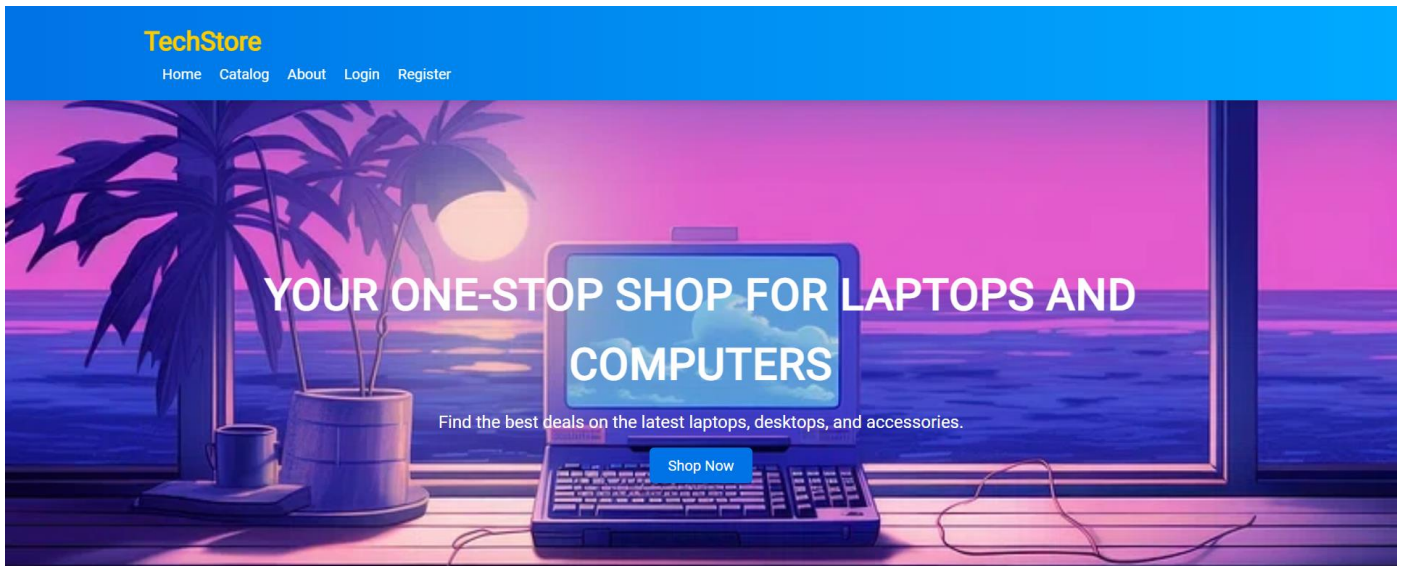 TechStore
Home Catalog About Login Register
YOUR ONE-STOP SHOP FOR LAPTOPS AND
COMPUTERS
Find the best deals on the latest laptops, desktops, and accessories.
Shop Now